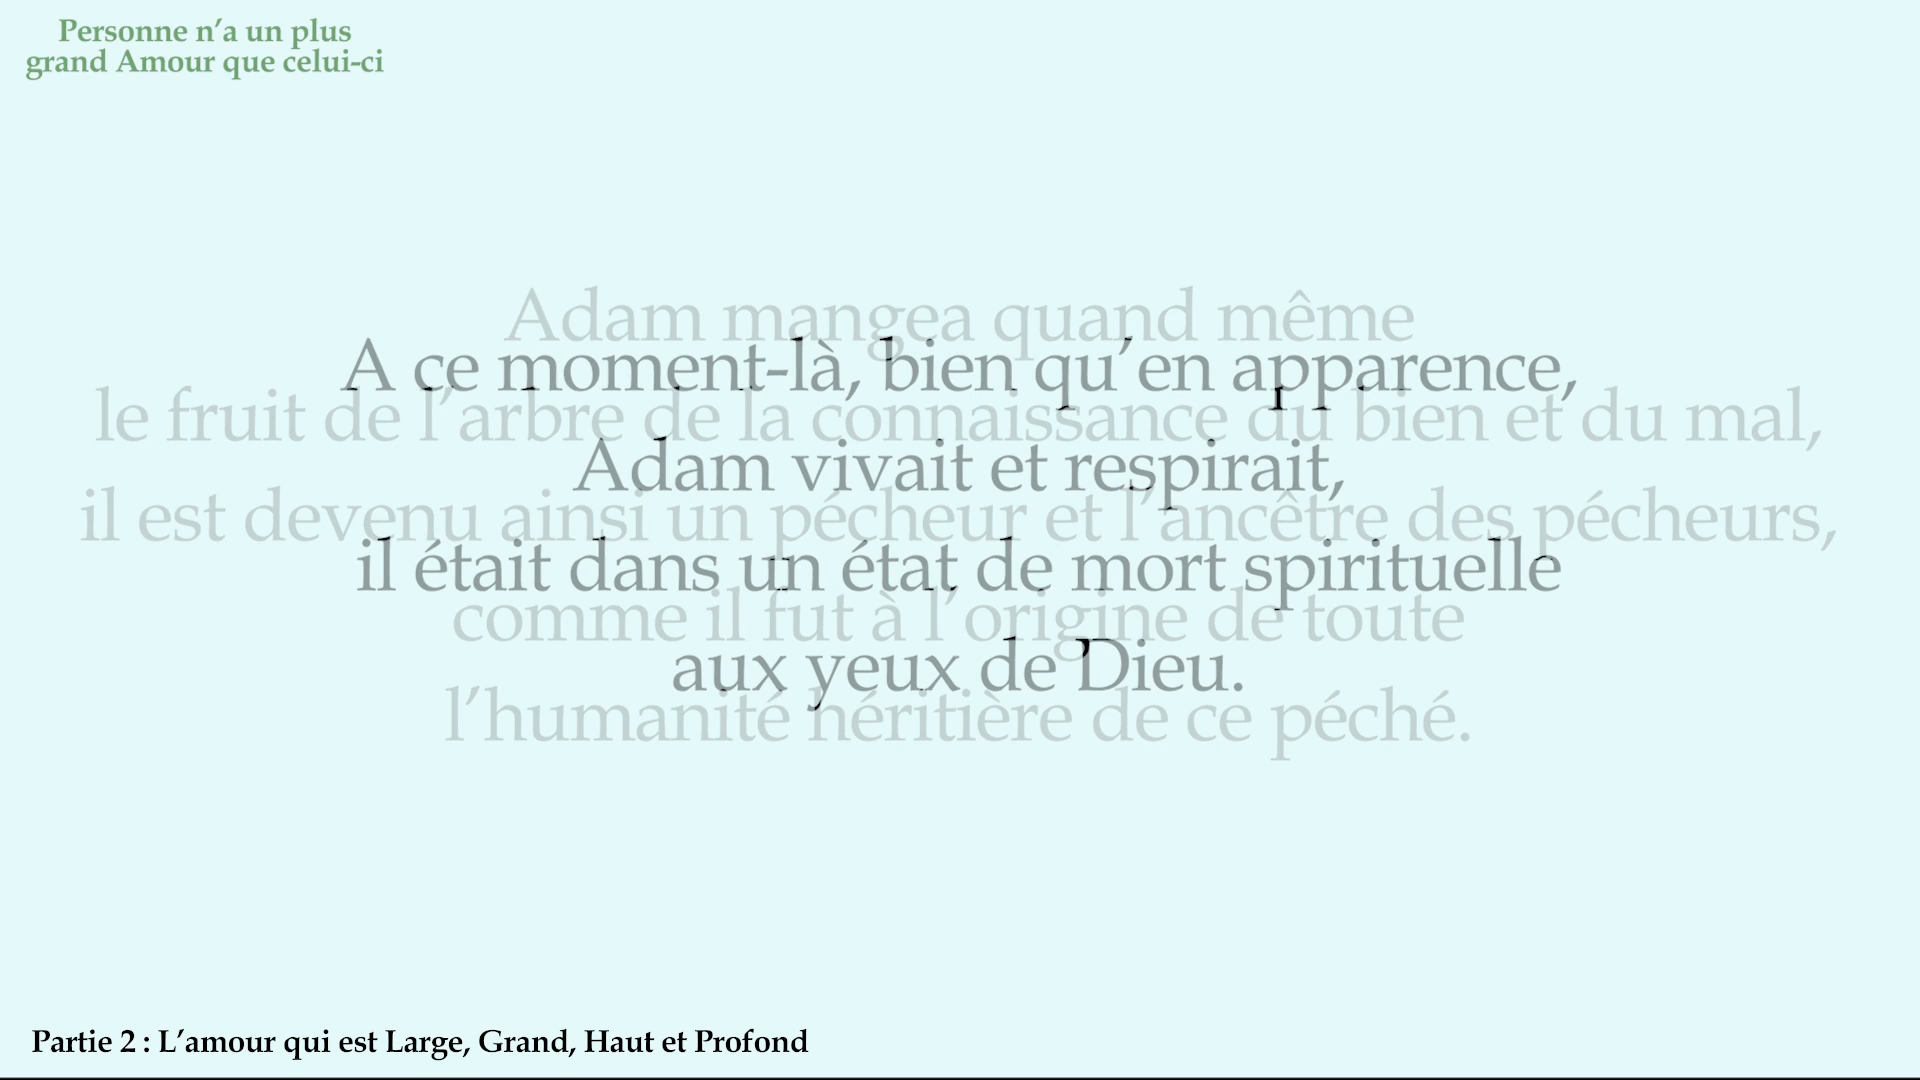 Personne n’a un plus
grand Amour que celui-ci
Adam mangea quand même
le fruit de l’arbre de la connaissance du bien et du mal,
il est devenu ainsi un pécheur et l’ancêtre des pécheurs,
comme il fut à l’origine de toute
l’humanité héritière de ce péché.
A ce moment-là, bien qu’en apparence,
Adam vivait et respirait,
il était dans un état de mort spirituelle
aux yeux de Dieu.
Partie 2 : L’amour qui est Large, Grand, Haut et Profond